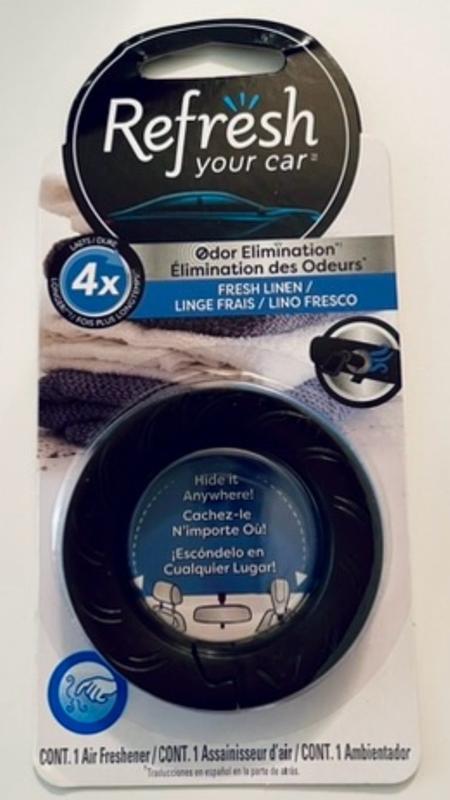 Refresh
your car
LASTS / DURE
4x
LONGER / FOIS PLUS LONGTEMPS
Odor Elimination*
Élimination des Odeurs*
FRESH LINEN /
LINGE FRAIS / LINO FRESCO
Hide it
Anywhere!
Cachez-le
N'importe Où!
¡Escóndelo en
Cualquier Lugar!
CONT. 1 Air Freshener / CONT. 1 Assainisseur d'air / CONT. 1 Ambientador
Traducciones en español en la parte de atrás.